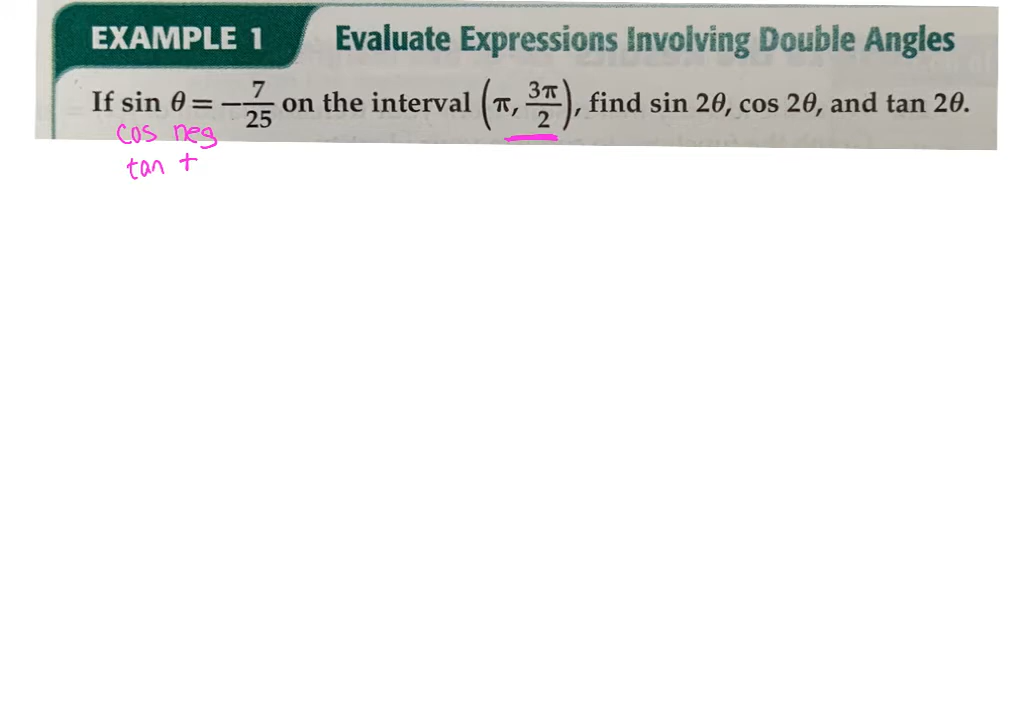 EXAMPLE 1 Evaluate Expressions Involving Double Angles
If sin θ = −7/25 on the interval (π, 3π/2), find sin 2θ, cos 2θ, and tan 2θ.
cos neg
tan +